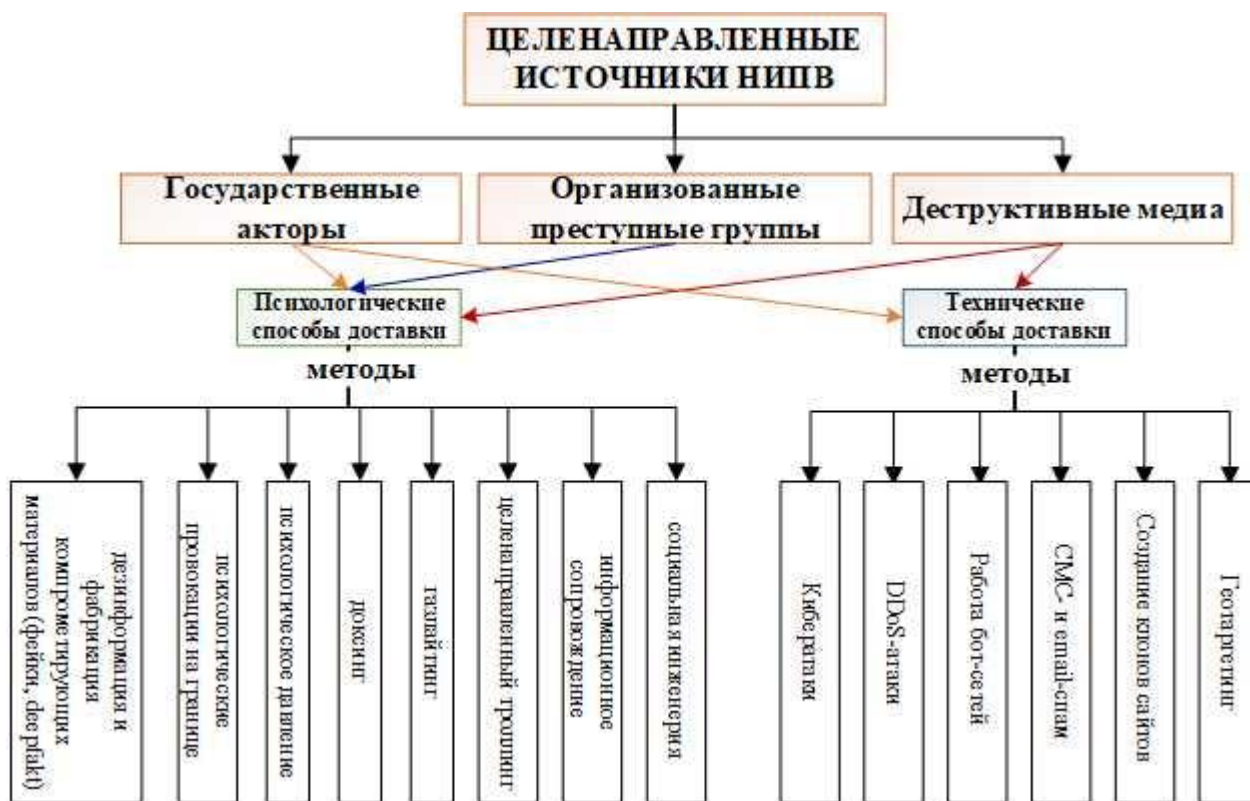 ЦЕЛЕНАПРАВЛЕННЫЕ
ИСТОЧНИКИ НИПВ
Государственные
акторы
Организованные
преступные группы
Деструктивные медиа
Психологические
способы доставки
Технические
способы доставки
методы
методы
дезинформация и
фабрикация
компрометирующих
материалов (фейки, deepfakt)
психологические
провокации на границе
психологическое давление
доксинг
газлайтинг
целенаправленный троллинг
информационное
сопровождение
социальная инженерия
Кибератаки
DDoS-атаки
Работа бот-сетей
СМС- и email-спам
Создание клонов сайтов
Геотаргетинг